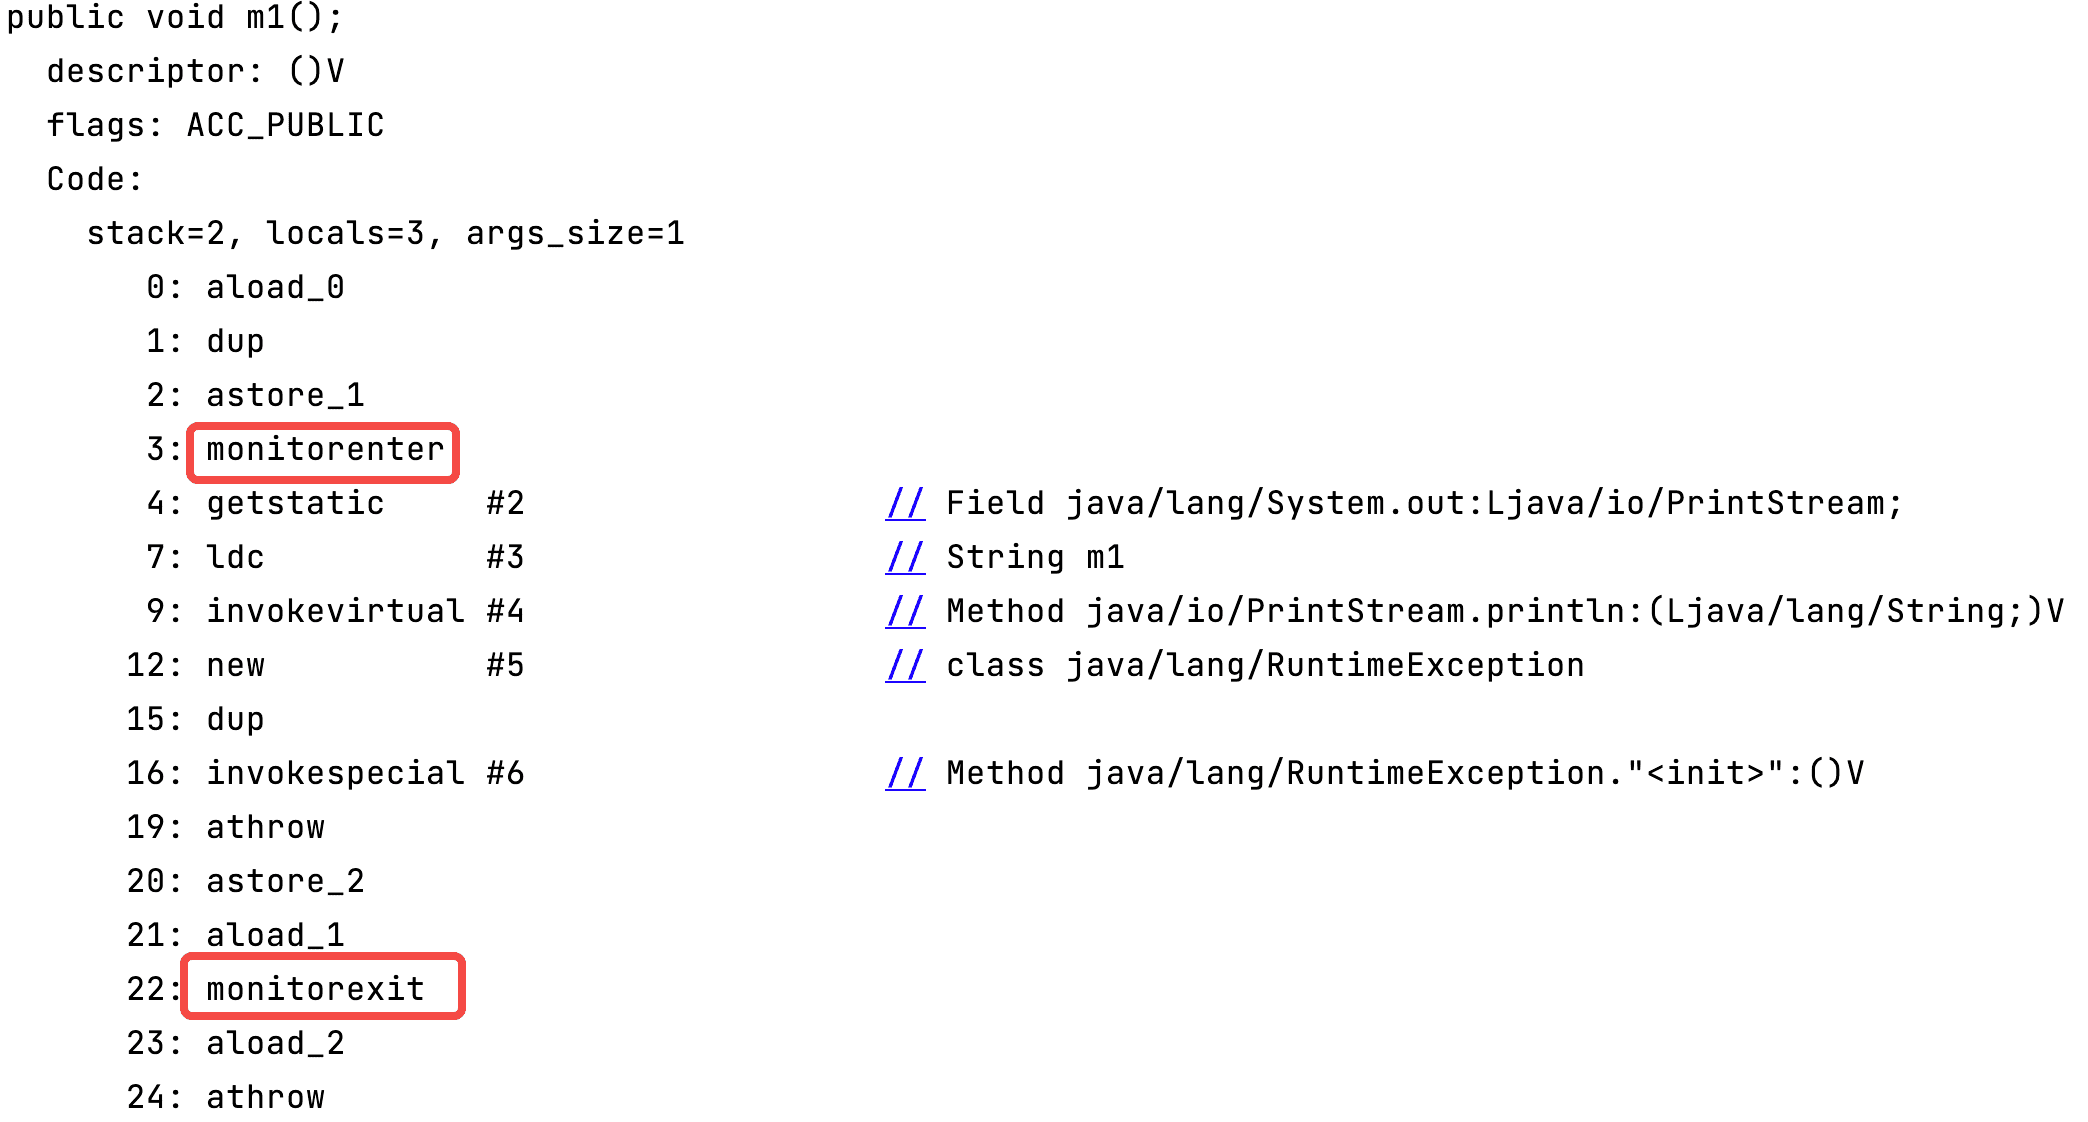 public void m1();
  descriptor: ()V
  flags: ACC_PUBLIC
  Code:
    stack=2, locals=3, args_size=1
       0: aload_0
       1: dup
       2: astore_1
       3: monitorenter
       4: getstatic     #2                  // Field java/lang/System.out:Ljava/io/PrintStream;
       7: ldc           #3                  // String m1
       9: invokevirtual #4                  // Method java/io/PrintStream.println:(Ljava/lang/String;)V
      12: new           #5                  // class java/lang/RuntimeException
      15: dup
      16: invokespecial #6                  // Method java/lang/RuntimeException."<init>":()V
      19: athrow
      20: astore_2
      21: aload_1
      22: monitorexit
      23: aload_2
      24: athrow